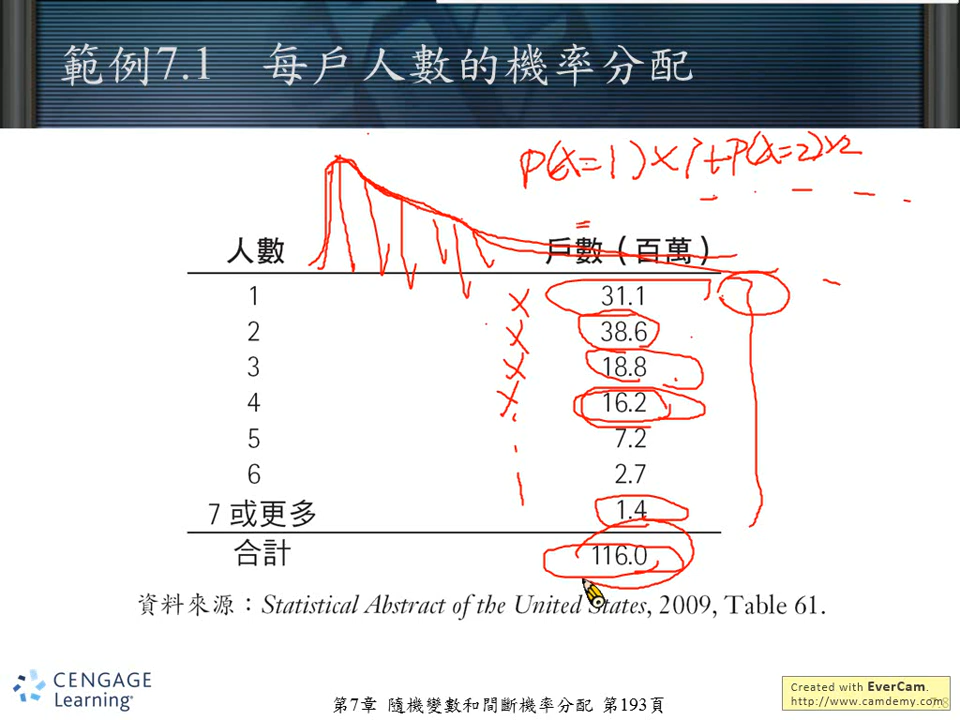 範例7.1 每戶人數的機率分配
P(X=1)×1+P(X=2)×2
人數 戶數（百萬）
1 31.1
2 38.6
3 18.8
4 16.2
5 7.2
6 2.7
7 或更多 1.4
合計 116.0
資料來源：Statistical Abstract of the United States, 2009, Table 61.
CENGAGE
Learning
第7章 隨機變數和間斷機率分配 第193頁
Created with EverCam.
http://www.camdemy.com
7-8